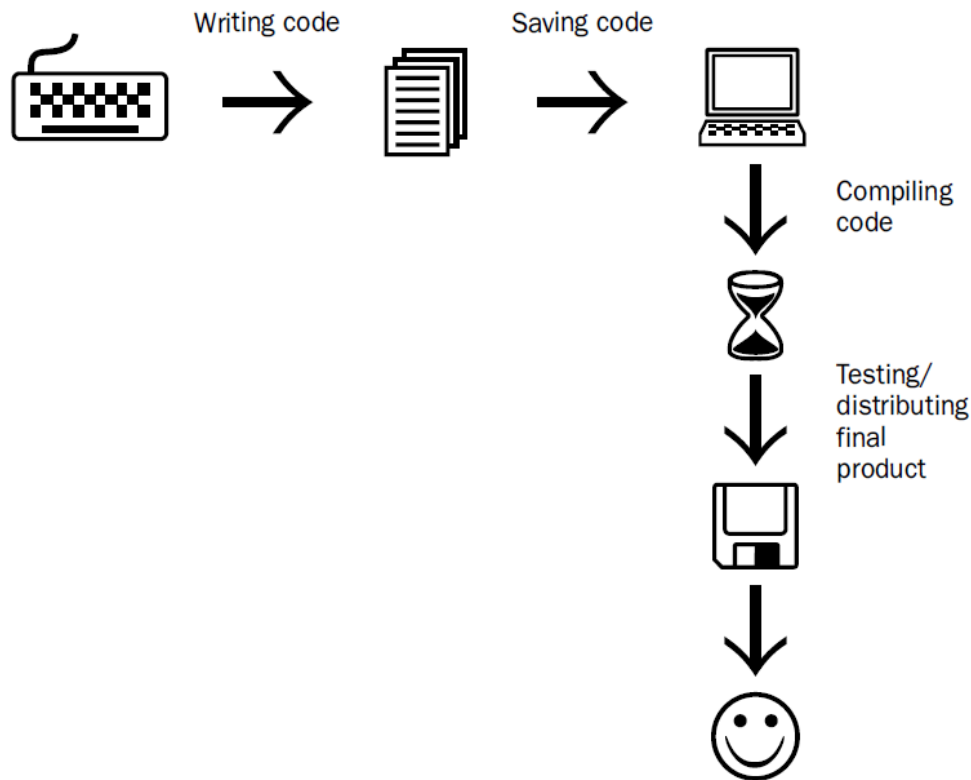 Writing code
Saving code
Compiling
code
Testing/
distributing
final
product